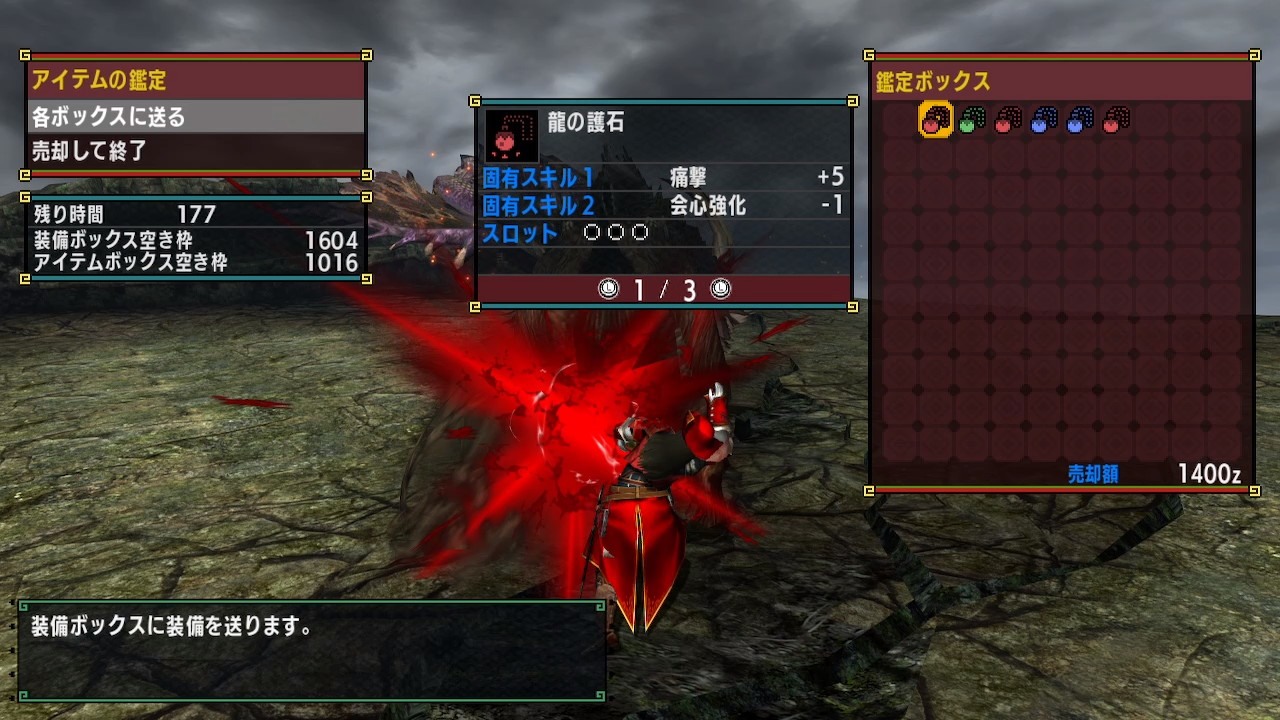 アイテムの鑑定
各ボックスに送る
売却して終了
残り時間 177
装備ボックス空き枠 1604
アイテムボックス空き枠 1016
龍の護石
固有スキル1 痛撃 +5
固有スキル2 会心強化 -1
スロット ○○○
1 / 3
鑑定ボックス
売却額 1400z
装備ボックスに装備を送ります。